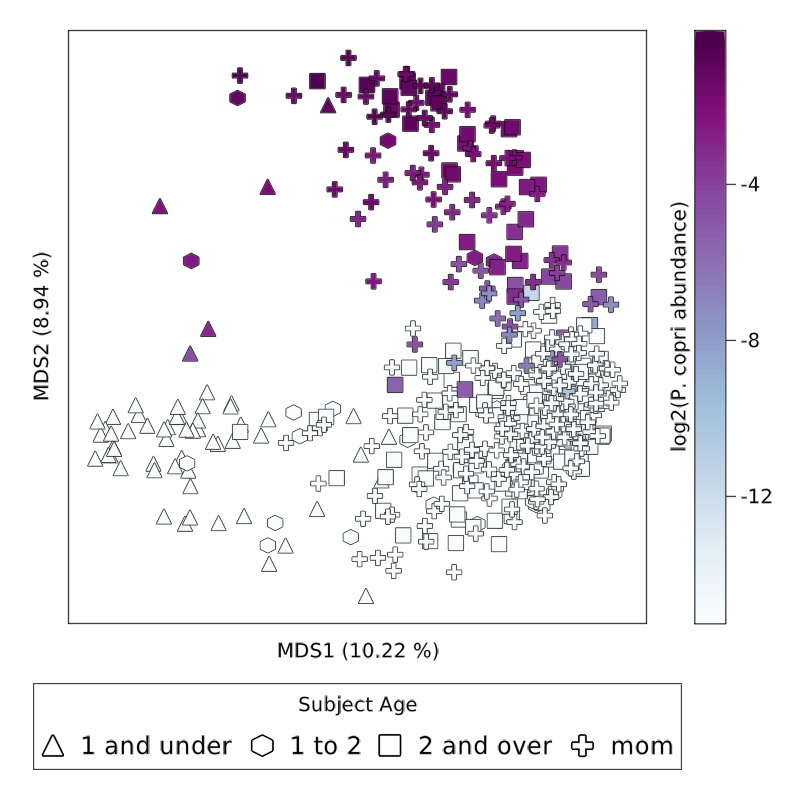 MDS2 (8.94 %)
-4
-8
-12
log2(P. copri abundance)
MDS1 (10.22 %)
Subject Age
1 and under
1 to 2
2 and over
mom